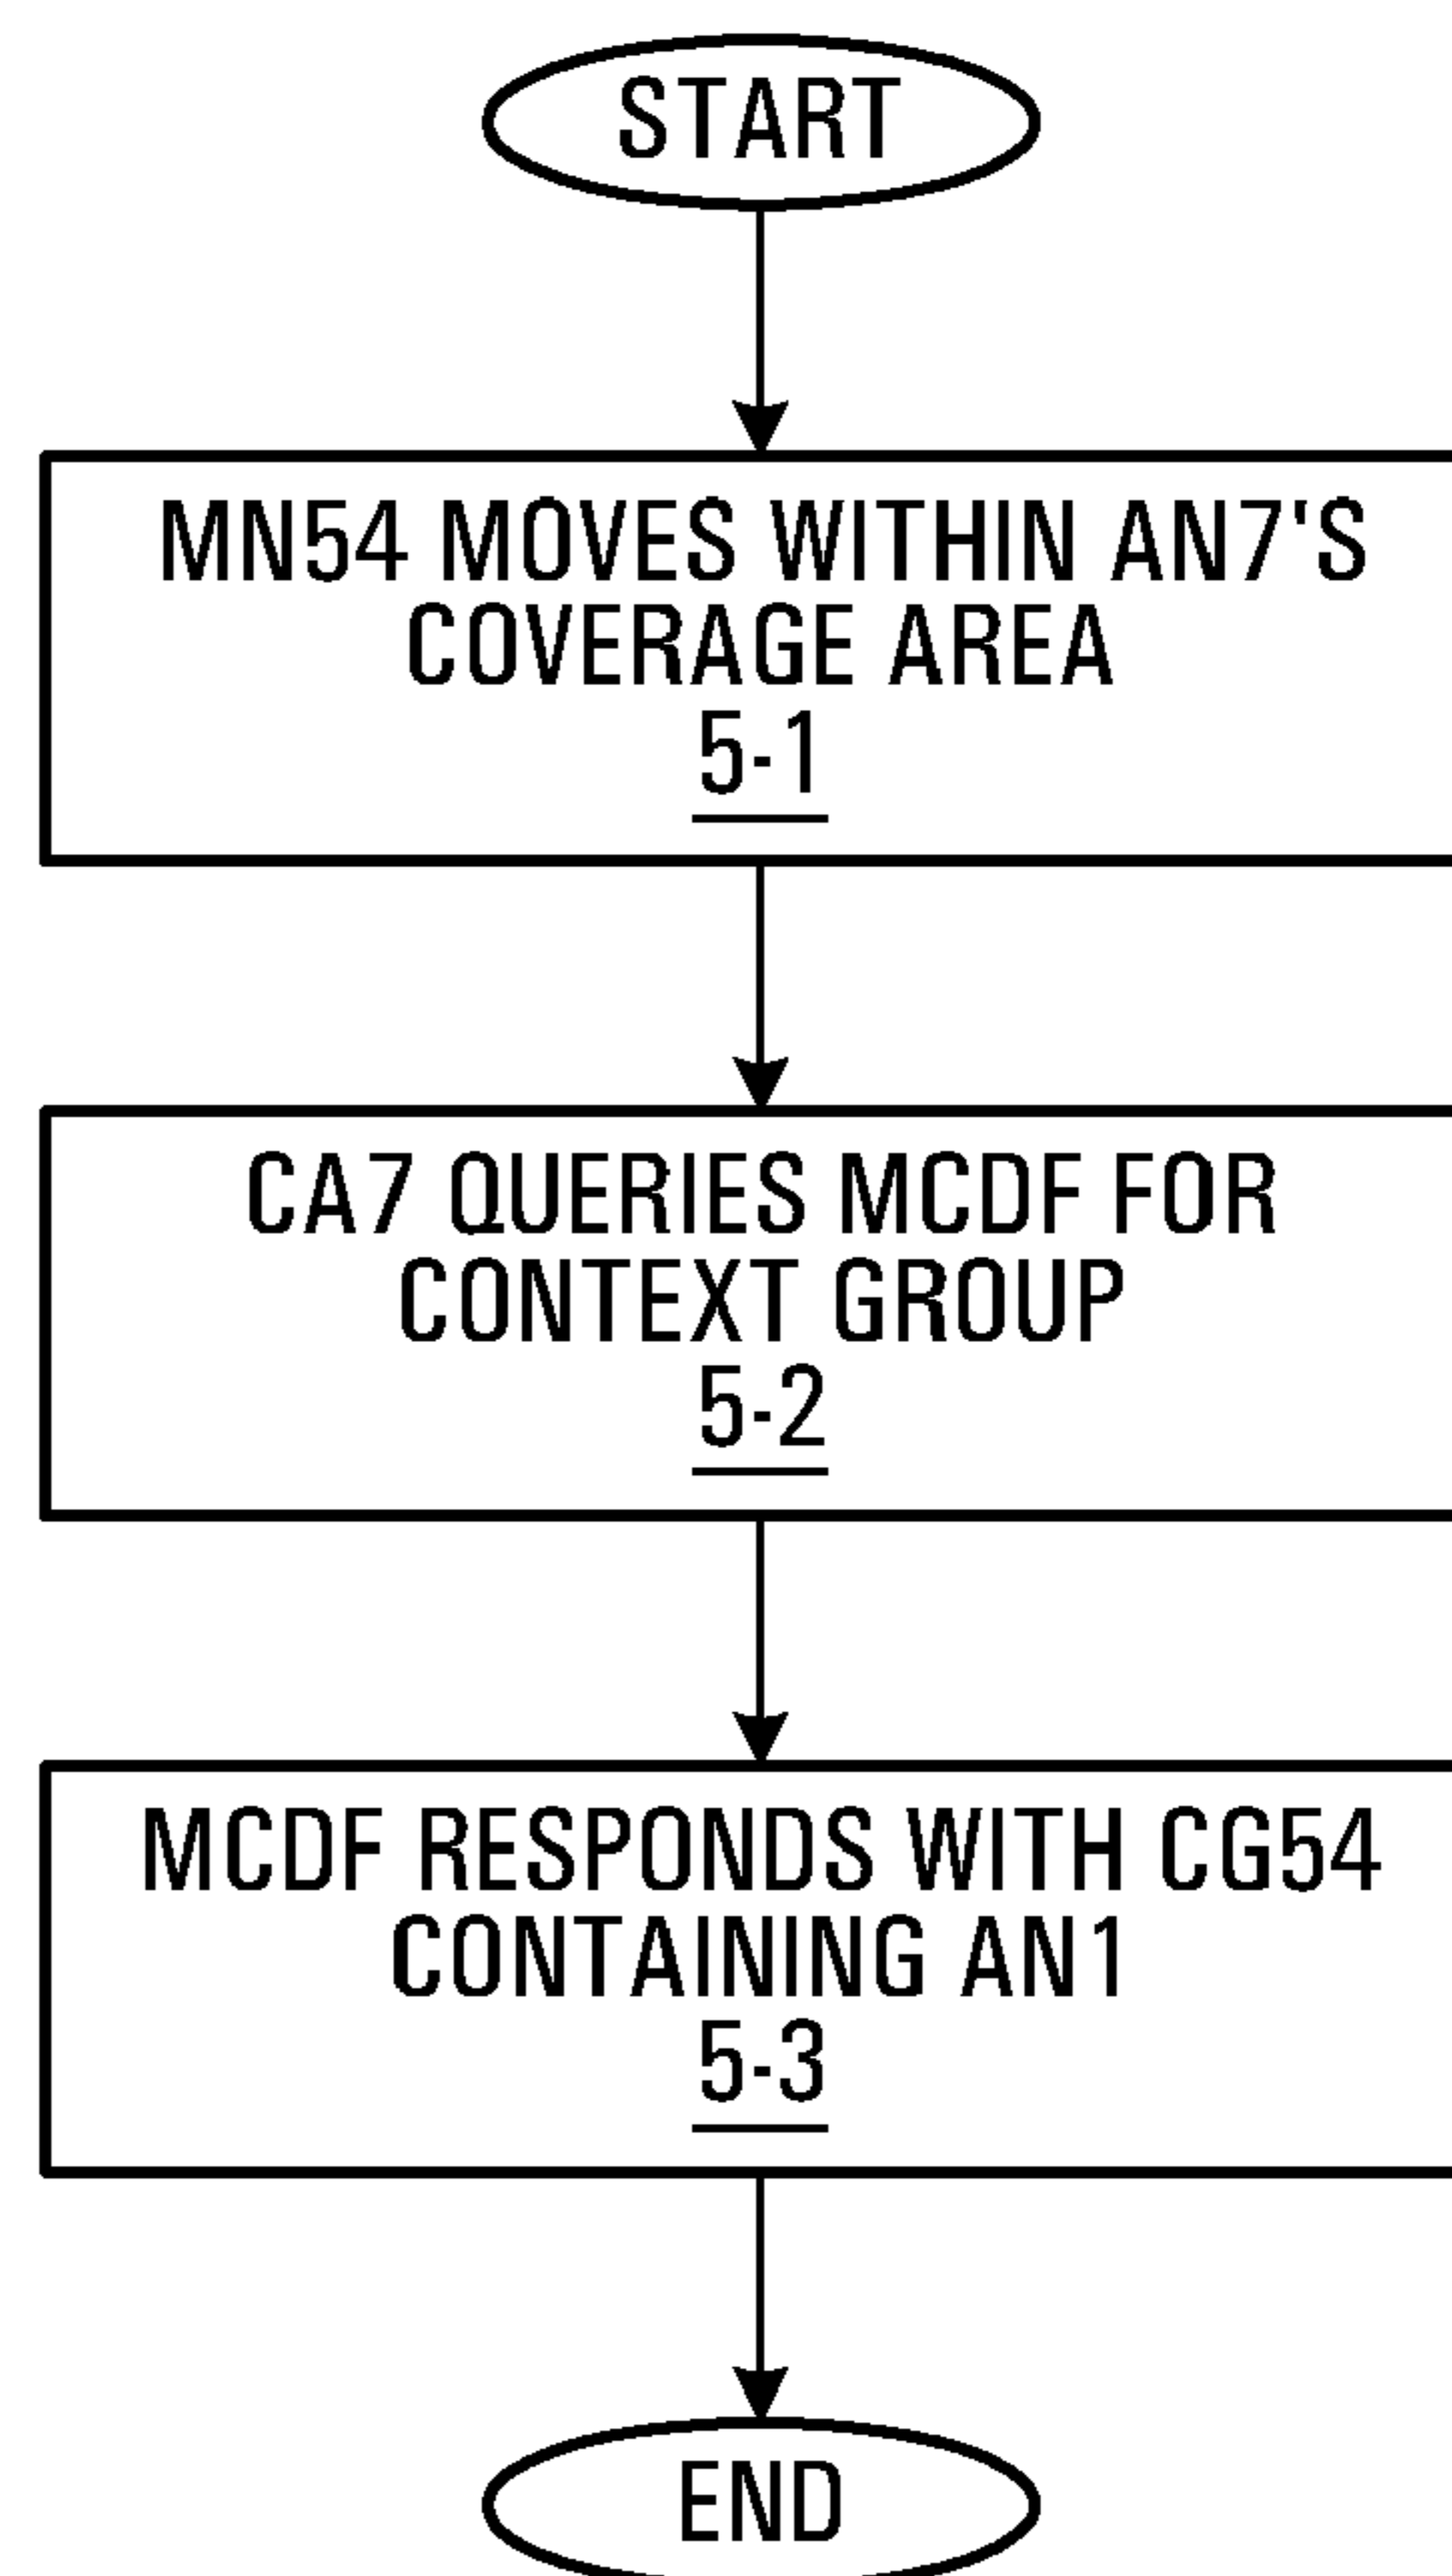 START
MN54 MOVES WITHIN AN7'S
COVERAGE AREA
5-1
CA7 QUERIES MCDF FOR
CONTEXT GROUP
5-2
MCDF RESPONDS WITH CG54
CONTAINING AN1
5-3
END